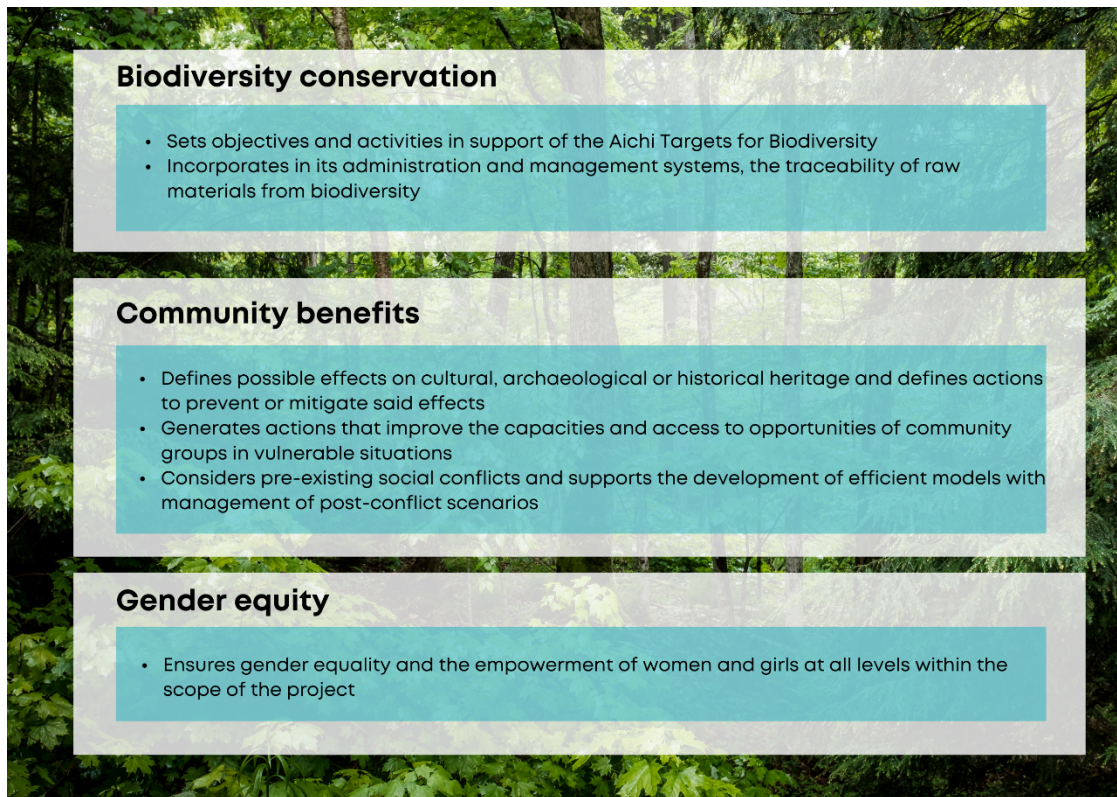 Biodiversity conservation
• Sets objectives and activities in support of the Aichi Targets for Biodiversity
• Incorporates in its administration and management systems, the traceability of raw
materials from biodiversity
Community benefits
• Defines possible effects on cultural, archaeological or historical heritage and defines actions
to prevent or mitigate said effects
• Generates actions that improve the capacities and access to opportunities of community
groups in vulnerable situations
• Considers pre-existing social conflicts and supports the development of efficient models with
management of post-conflict scenarios
Gender equity
• Ensures gender equality and the empowerment of women and girls at all levels within the
scope of the project